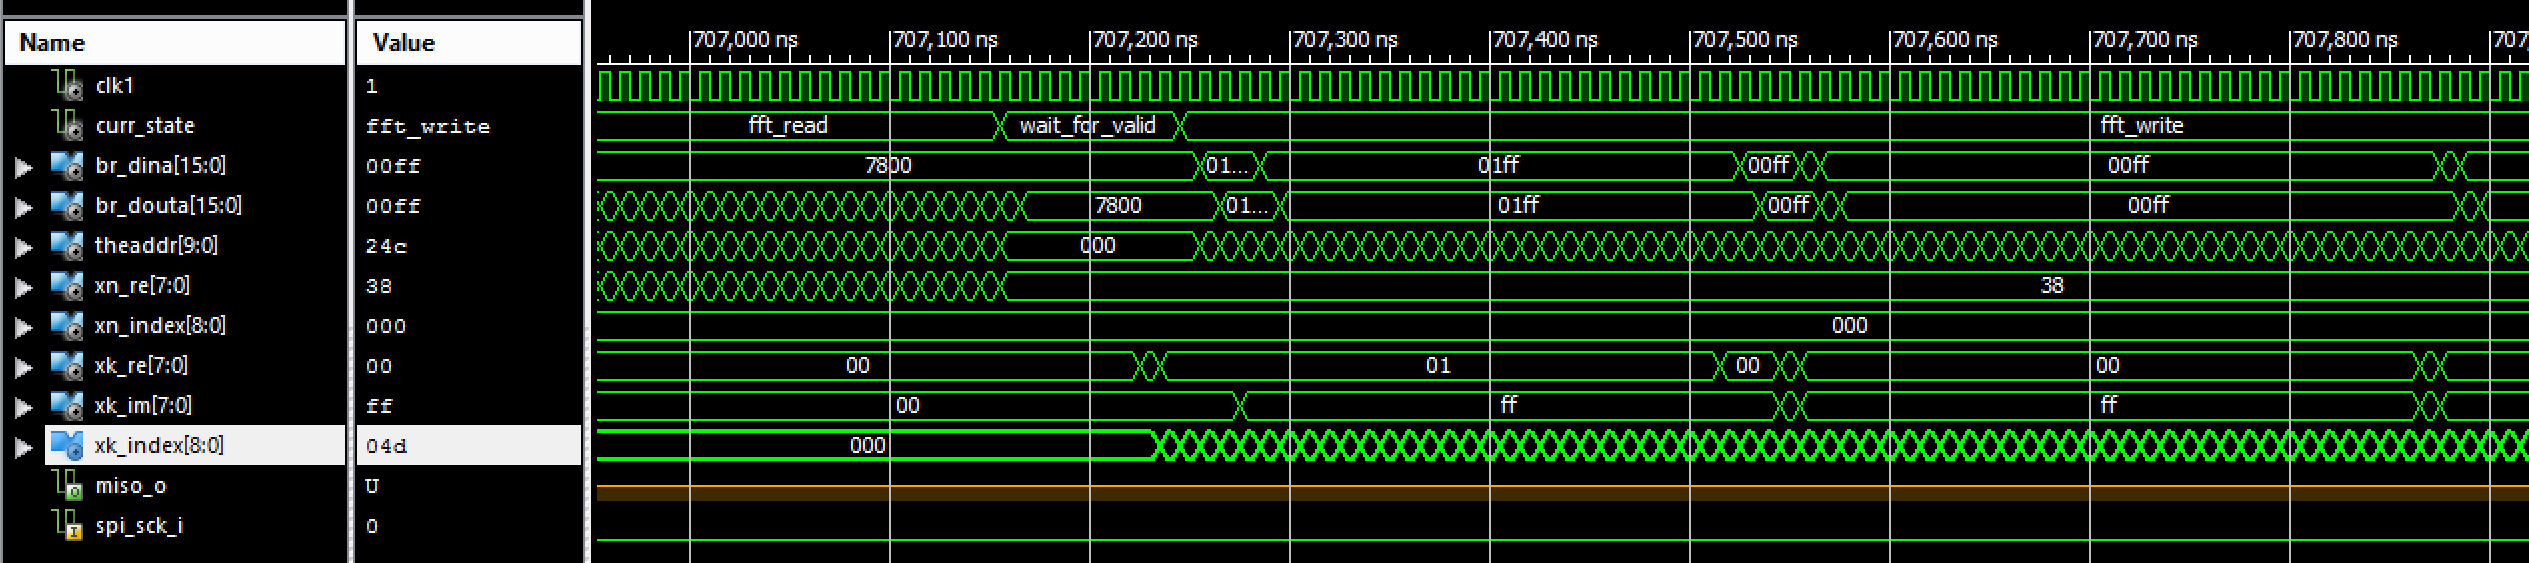 Name Value 707,000 ns 707,100 ns 707,200 ns 707,300 ns 707,400 ns 707,500 ns 707,600 ns 707,700 ns 707,800 ns 707,
clk1 1
curr_state fft_write fft_read wait_for_valid fft_write
br_dina[15:0] 00ff 7800 01... 01ff 00ff 00ff
br_douta[15:0] 00ff 7800 01... 01ff 00ff 00ff
theaddr[9:0] 24c 000
xn_re[7:0] 38 38
xn_index[8:0] 000 000
xk_re[7:0] 00 00 01 00 00
xk_im[7:0] ff 00 ff ff
xk_index[8:0] 04d 000
miso_o U
spi_sck_i 0